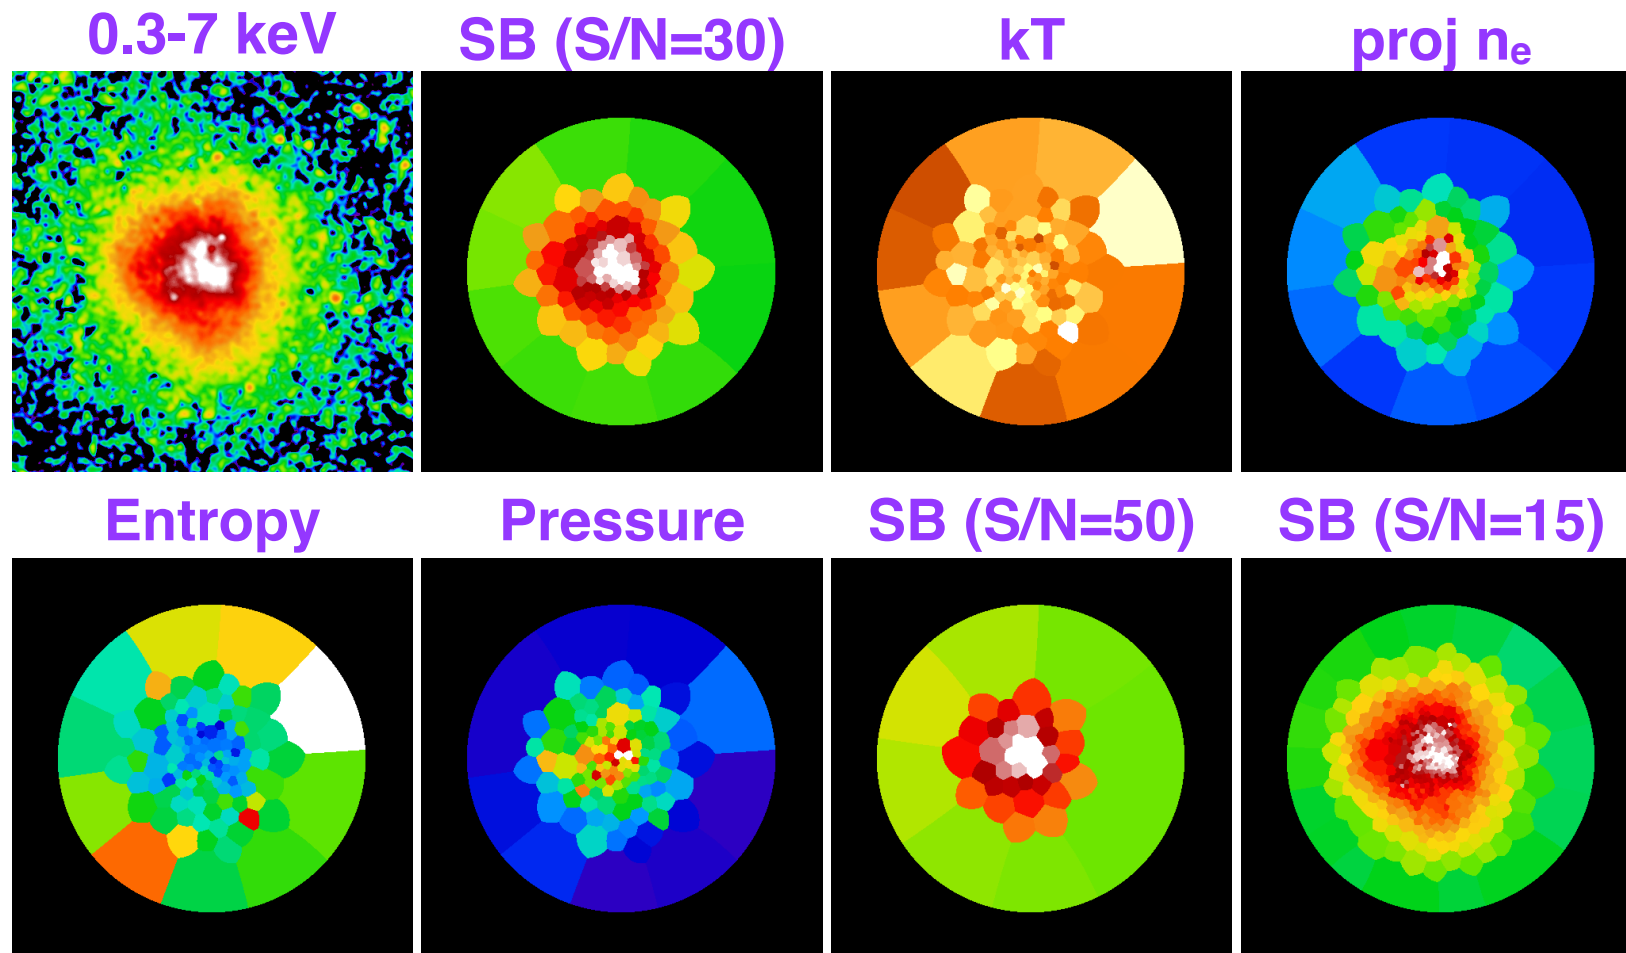 0.3-7 keV
SB (S/N=30)
kT
proj nₑ
Entropy
Pressure
SB (S/N=50)
SB (S/N=15)